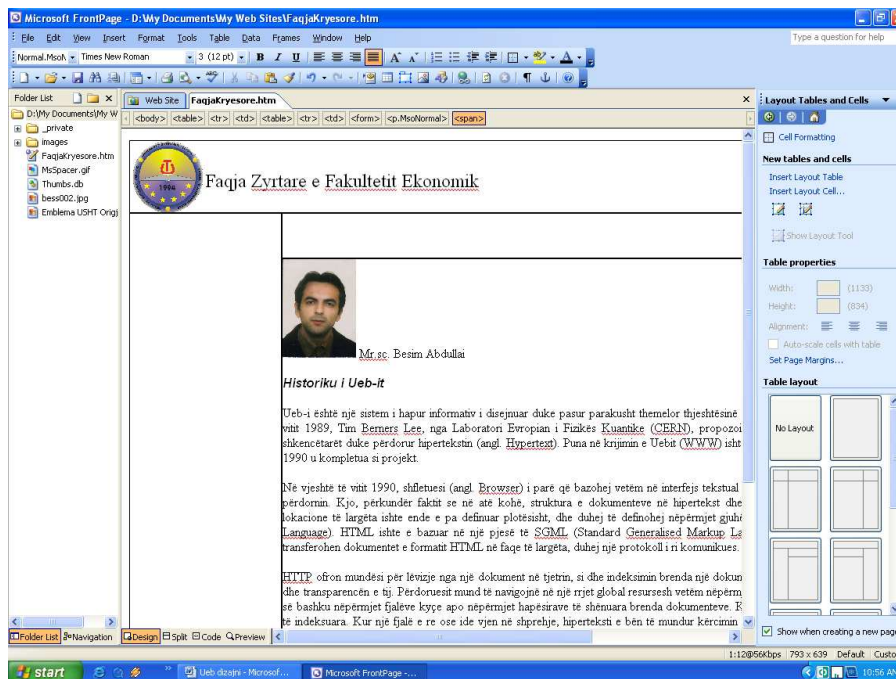 Microsoft FrontPage - D:\My Documents\My Web Sites\FaqjaKryesore.htm
File Edit View Insert Format Tools Table Data Frames Window Help
Type a question for help
Normal.MsoN Times New Roman 3 (12 pt) B I U
Folder List
Web Site FaqjaKryesore.htm
Layout Tables and Cells
D:\My Documents\My W
<body> <table> <tr> <td> <table> <tr> <td> <form> <p.MsoNormal> <span>
_private
images
FaqjaKryesore.htm
MsSpacer.gif
Thumbs.db
bess002.jpg
Emblema USHT Origj
1994
Faqja Zyrtare e Fakultetit Ekonomik
Mr.sc. Besim Abdullai
Historiku i Ueb-it
Ueb-i është një sistem i hapur informativ i disejnuar duke pasur parakusht themelor thjeshtësinë
vitit 1989, Tim Berners Lee, nga Laboratori Evropian i Fizikës Kuantike (CERN), propozoi
shkencëtarët duke përdorur hipertekstin (angl. Hypertext). Puna në krijimin e Uebit (WWW) isht
1990 u kompletua si projekt.
Në vjeshtë të vitit 1990, shfletuesi (angl. Browser) i parë që bazohej vetëm në interfejs tekstual
përdornin. Kjo, përkundër faktit se në atë kohë, struktura e dokumenteve në hipertekst dhe
lokacione të largëta ishte ende e pa definuar plotësisht, dhe duhej të definohej nëpërmjet gjuhë
Language). HTML ishte e bazuar në një pjesë të SGML (Standard Generalised Markup La
transferohen dokumentet e formatit HTML në faqe të largëta, duhej një protokoll i ri komunikues.
HTTP ofron mundësi për lëvizje nga një dokument në tjetrin, si dhe indeksimin brenda një dokun
dhe transparencën e tij. Përdoruesit mund të navigojnë në një rrjet global resursesh vetëm nëpërm
së bashku nëpërmjet fjalëve kyçe apo nëpërmjet hapësirave të shënuara brenda dokumenteve. K
të indeksuara. Kur një fjalë e re ose ide vjen në shprehje, hiperteksti e bën të mundur kërcimin
Cell Formatting
New tables and cells
Insert Layout Table
Insert Layout Cell...
Show Layout Tool
Table properties
Width: (1133)
Height: (834)
Alignment:
Auto-scale cells with table
Set Page Margins...
Table layout
No Layout
Show when creating a new page
Folder List Navigation
Design Split Code Preview
1:12@56Kbps 793 x 639 Default Custo
start
Ueb dizajni - Microsof...
Microsoft FrontPage -...
10:56 AM